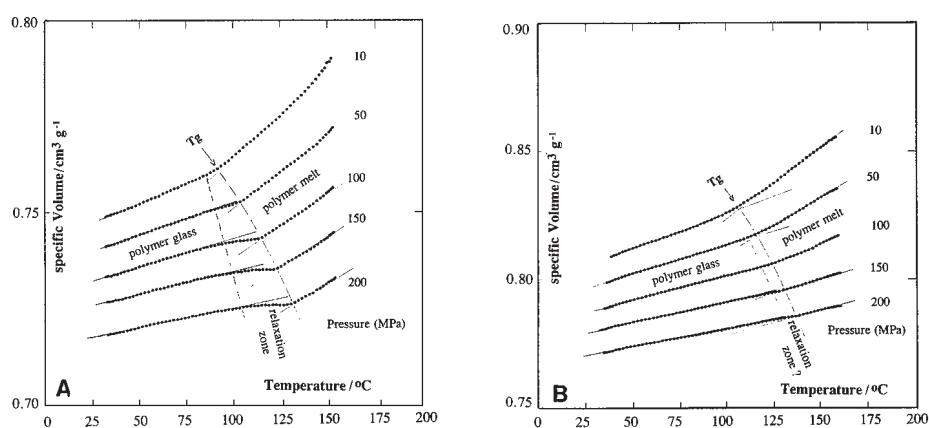 0.80
0.75
0.70
specific Volume/cm³ g⁻¹
10
50
100
150
200
Pressure (MPa)
Tg
polymer melt
polymer glass
relaxation
zone
A
Temperature/°C
0 25 50 75 100 125 150 175 200
0.90
0.85
0.80
0.75
specific Volume/cm³ g⁻¹
10
50
100
150
200
Pressure (MPa)
Tg
polymer melt
polymer glass
relaxation
zone ?
B
Temperature/°C
0 25 50 75 100 125 150 175 200